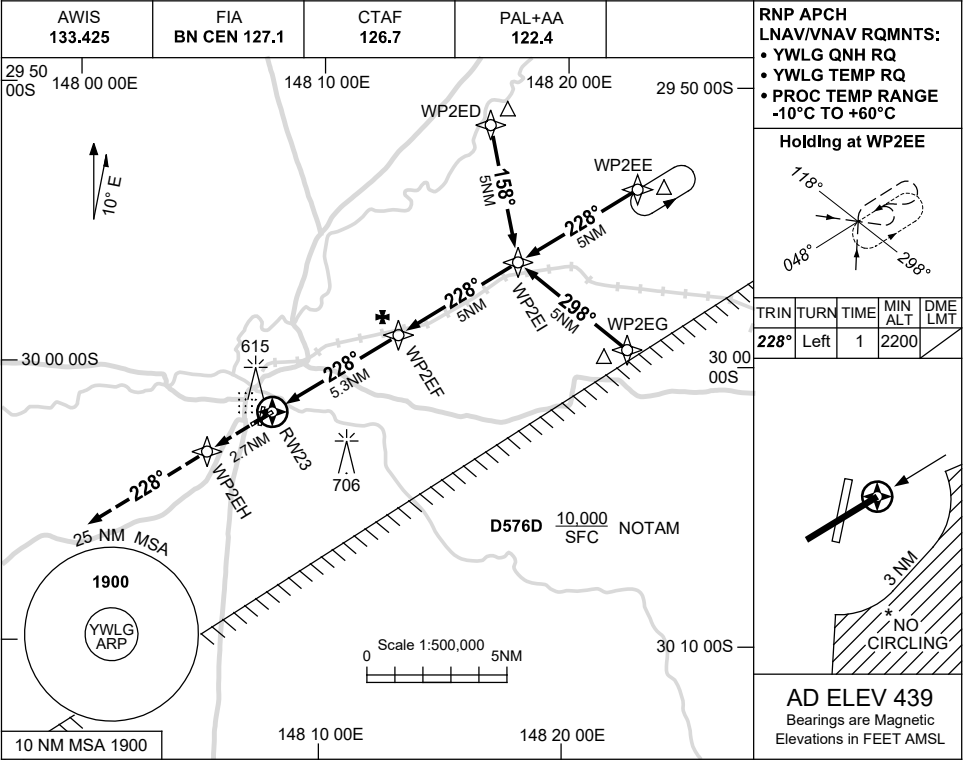 AWIS
133.425
FIA
BN CEN 127.1
CTAF
126.7
PAL+AA
122.4
RNP APCH
LNAV/VNAV RQMNTS:
• YWLG QNH RQ
• YWLG TEMP RQ
• PROC TEMP RANGE
-10°C TO +60°C
29 50
00S
148 00 00E
148 10 00E
148 20 00E
29 50 00S
WP2ED
WP2EE
10° E
158°
5NM
228°
5NM
228°
5NM
WP2EI
298°
5NM
WP2EG
30 00 00S
615
228°
5.3NM
WP2EF
30 00
00S
2.7NM
RW23
706
WP2EH
228°
D576D
10,000
SFC
NOTAM
25 NM MSA
1900
YWLG
ARP
Scale 1:500,000
0
5NM
30 10 00S
148 10 00E
148 20 00E
10 NM MSA 1900
Holding at WP2EE
118°
048°
298°
TRIN TURN TIME MIN ALT DME LMT
228° Left 1 2200
3 NM
*NO
CIRCLING
AD ELEV 439
Bearings are Magnetic
Elevations in FEET AMSL